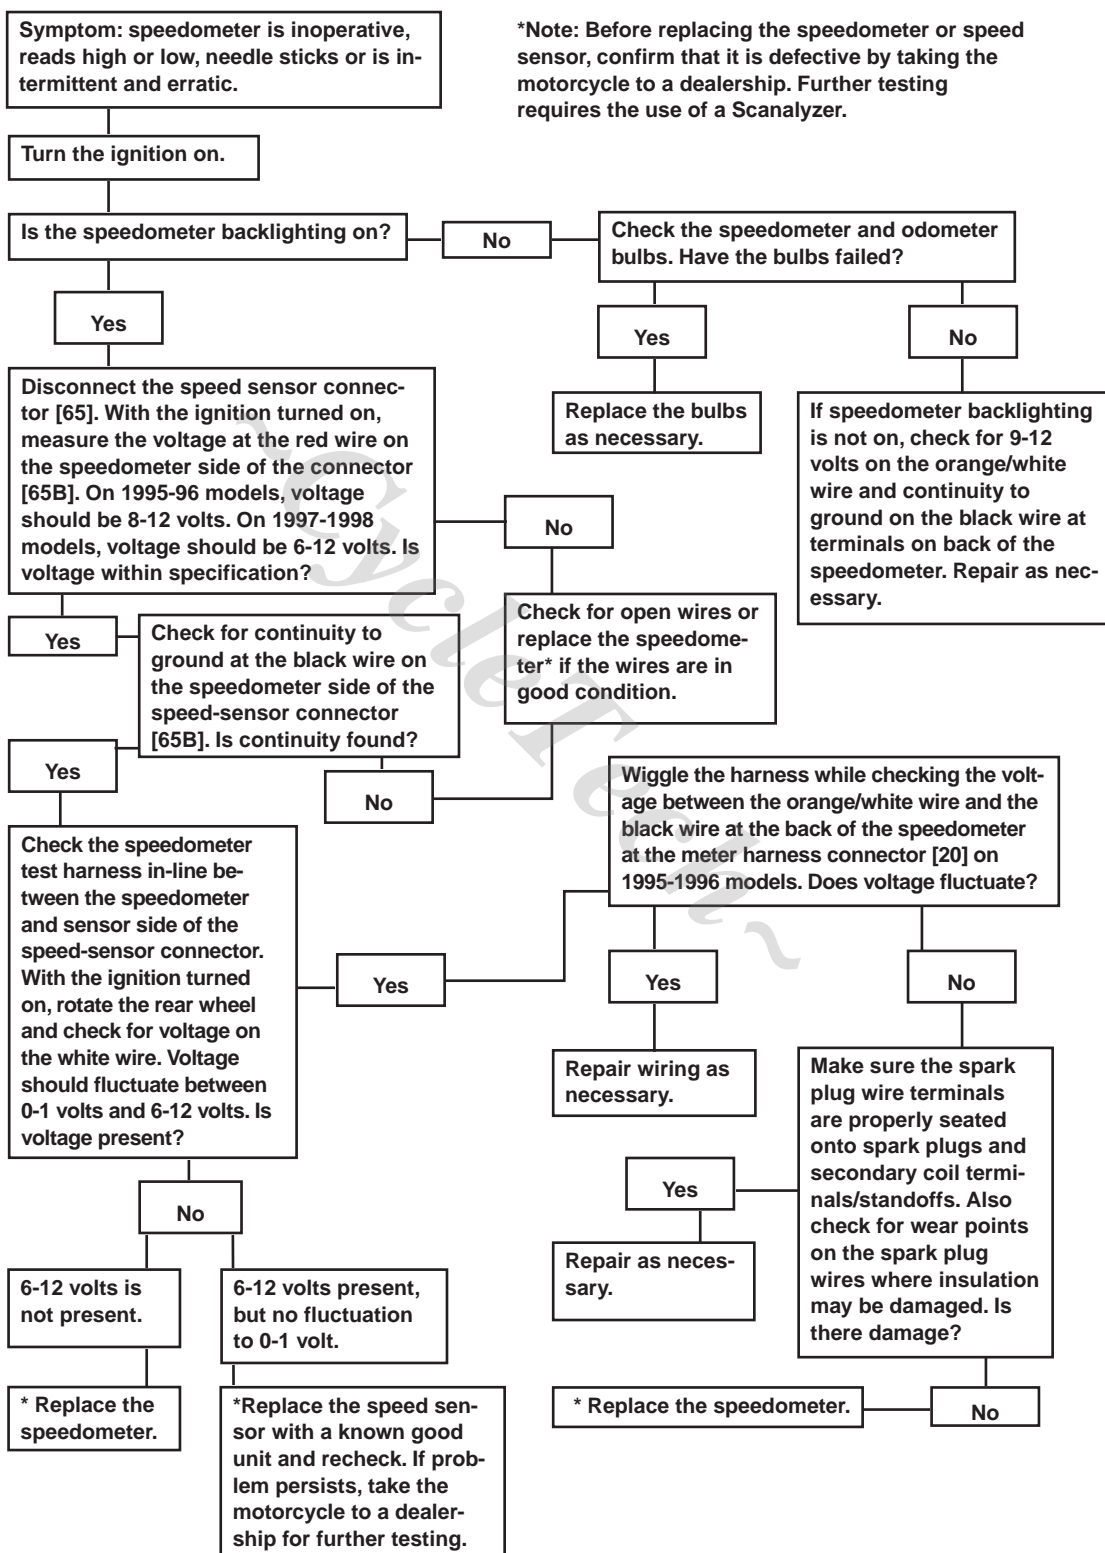 Symptom: speedometer is inoperative,
reads high or low, needle sticks or is in-
termittent and erratic.
*Note: Before replacing the speedometer or speed
sensor, confirm that it is defective by taking the
motorcycle to a dealership. Further testing
requires the use of a Scanalyzer.
Turn the ignition on.
Is the speedometer backlighting on?
No
Check the speedometer and odometer
bulbs. Have the bulbs failed?
Yes
Yes
No
Disconnect the speed sensor connec-
tor [65]. With the ignition turned on,
measure the voltage at the red wire on
the speedometer side of the connector
[65B]. On 1995-96 models, voltage
should be 8-12 volts. On 1997-1998
models, voltage should be 6-12 volts. Is
voltage within specification?
Replace the bulbs
as necessary.
If speedometer backlighting
is not on, check for 9-12
volts on the orange/white
wire and continuity to
ground on the black wire at
terminals on back of the
speedometer. Repair as nec-
essary.
No
Yes
Check for continuity to
ground at the black wire on
the speedometer side of the
speed-sensor connector
[65B]. Is continuity found?
Check for open wires or
replace the speedome-
ter* if the wires are in
good condition.
Yes
No
Wiggle the harness while checking the volt-
age between the orange/white wire and the
black wire at the back of the speedometer
at the meter harness connector [20] on
1995-1996 models. Does voltage fluctuate?
Check the speedometer
test harness in-line be-
tween the speedometer
and sensor side of the
speed-sensor connector.
With the ignition turned
on, rotate the rear wheel
and check for voltage on
the white wire. Voltage
should fluctuate between
0-1 volts and 6-12 volts. Is
voltage present?
Yes
Yes
No
Repair wiring as
necessary.
Make sure the spark
plug wire terminals
are properly seated
onto spark plugs and
secondary coil termi-
nals/standoffs. Also
check for wear points
on the spark plug
wires where insulation
may be damaged. Is
there damage?
Yes
No
Repair as neces-
sary.
6-12 volts is
not present.
6-12 volts present,
but no fluctuation
to 0-1 volt.
* Replace the
speedometer.
*Replace the speed sen-
sor with a known good
unit and recheck. If prob-
lem persists, take the
motorcycle to a dealer-
ship for further testing.
* Replace the speedometer.
No
~CycleTech~